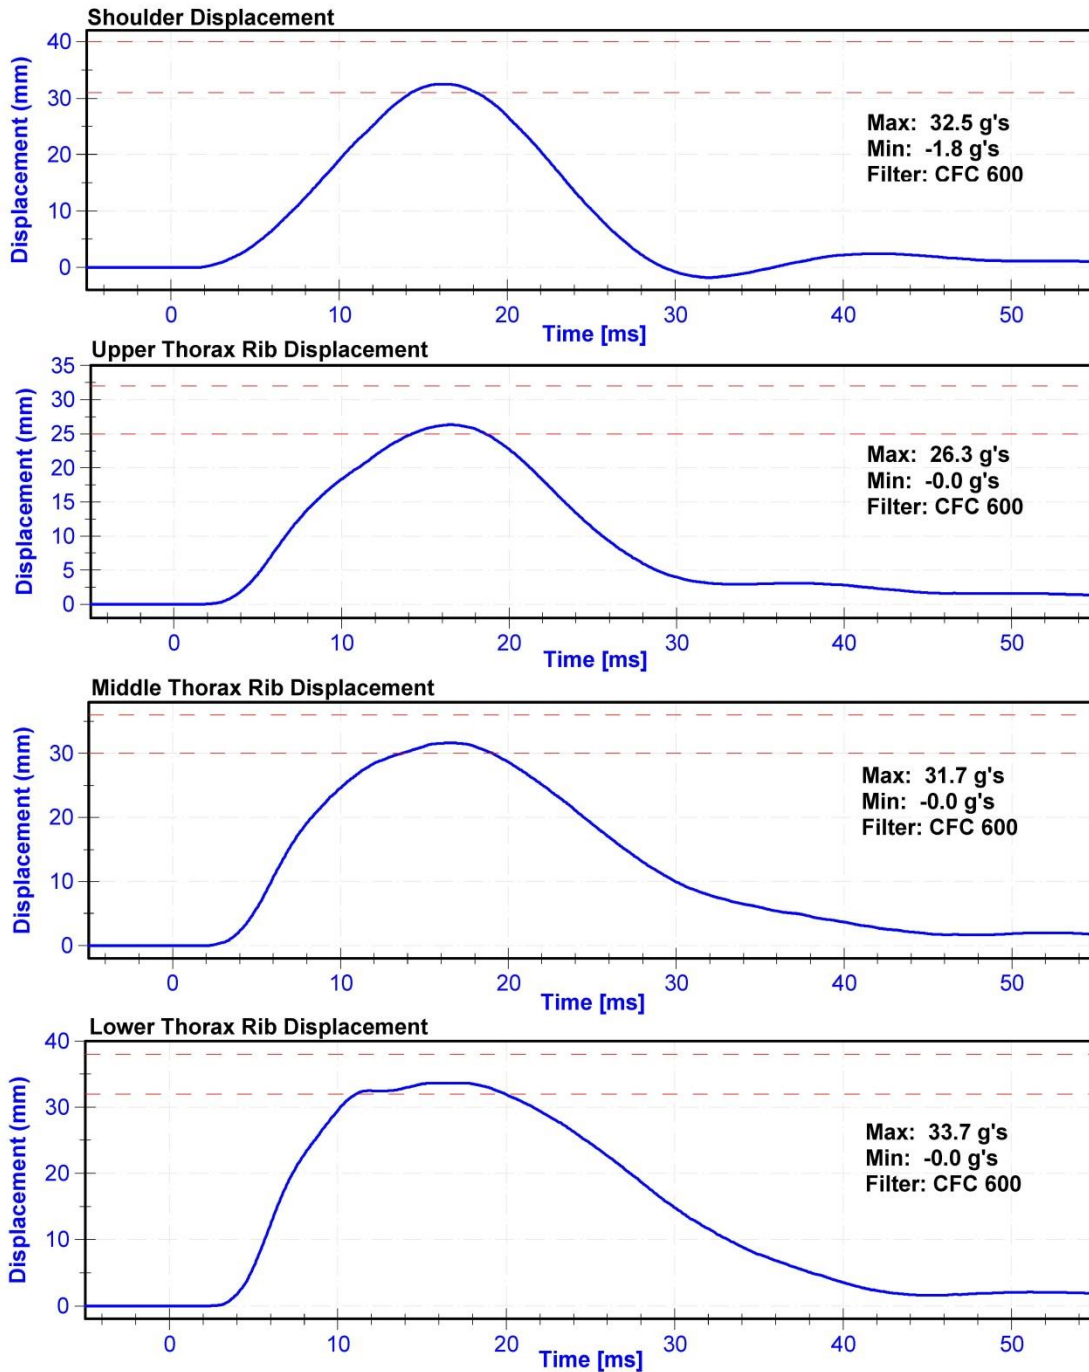 Shoulder Displacement
Displacement (mm)
40
30
20
10
0
Max: 32.5 g's
Min: -1.8 g's
Filter: CFC 600
0 10 20 30 40 50
Time [ms]
Upper Thorax Rib Displacement
Displacement (mm)
35
30
25
20
15
10
5
0
Max: 26.3 g's
Min: -0.0 g's
Filter: CFC 600
0 10 20 30 40 50
Time [ms]
Middle Thorax Rib Displacement
Displacement (mm)
30
20
10
0
Max: 31.7 g's
Min: -0.0 g's
Filter: CFC 600
0 10 20 30 40 50
Time [ms]
Lower Thorax Rib Displacement
Displacement (mm)
40
30
20
10
0
Max: 33.7 g's
Min: -0.0 g's
Filter: CFC 600
0 10 20 30 40 50
Time [ms]